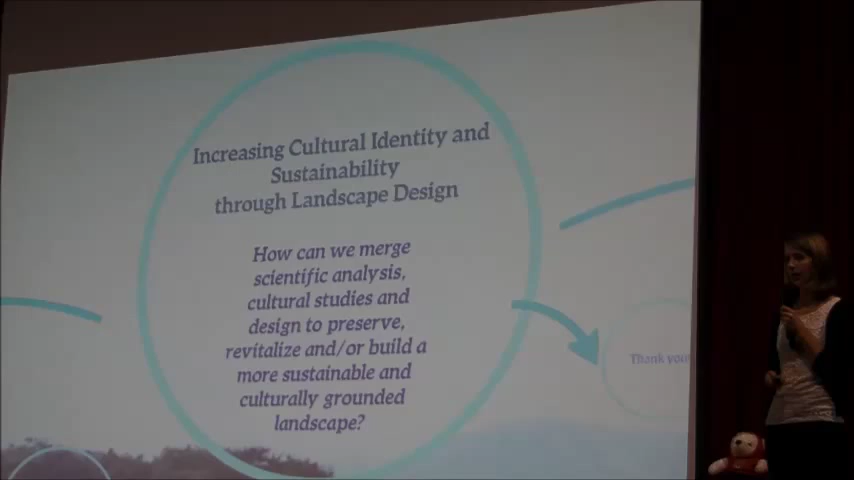 Increasing Cultural Identity and
Sustainability
through Landscape Design
How can we merge
scientific analysis,
cultural studies and
design to preserve,
revitalize and/or build a
more sustainable and
culturally grounded
landscape?
Thank you